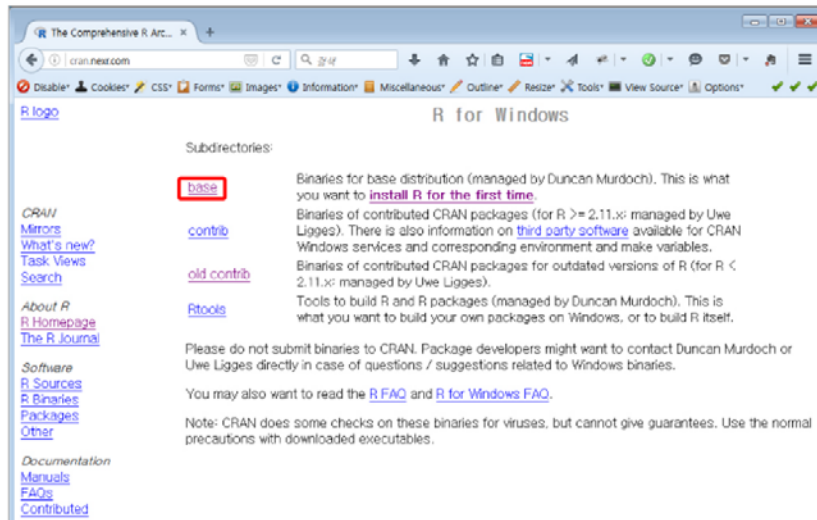 The Comprehensive R Arc...
cran.nexr.com
검색
Disable Cookies CSS Forms Images Information Miscellaneous Outline Resize Tools View Source Options
R logo
R for Windows
Subdirectories:
base
Binaries for base distribution (managed by Duncan Murdoch). This is what
you want to install R for the first time.
contrib
Binaries of contributed CRAN packages (for R >= 2.11.x; managed by Uwe
Ligges). There is also information on third party software available for CRAN
Windows services and corresponding environment and make variables.
old contrib
Binaries of contributed CRAN packages for outdated versions of R (for R <
2.11.x; managed by Uwe Ligges).
Rtools
Tools to build R and R packages (managed by Duncan Murdoch). This is
what you want to build your own packages on Windows, or to build R itself.
Please do not submit binaries to CRAN. Package developers might want to contact Duncan Murdoch or
Uwe Ligges directly in case of questions / suggestions related to Windows binaries.
You may also want to read the R FAQ and R for Windows FAQ.
Note: CRAN does some checks on these binaries for viruses, but cannot give guarantees. Use the normal
precautions with downloaded executables.
CRAN
Mirrors
What's new?
Task Views
Search
About R
R Homepage
The R Journal
Software
R Sources
R Binaries
Packages
Other
Documentation
Manuals
FAQs
Contributed